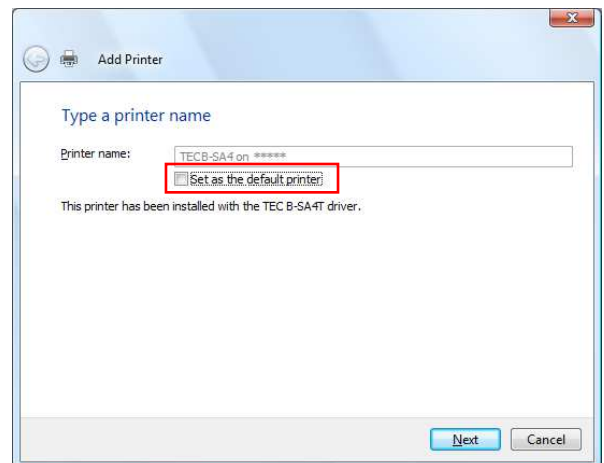 Add Printer
Type a printer name
Printer name: TECB-SA4 on *****
Set as the default printer
This printer has been installed with the TEC B-SA4T driver.
Next Cancel